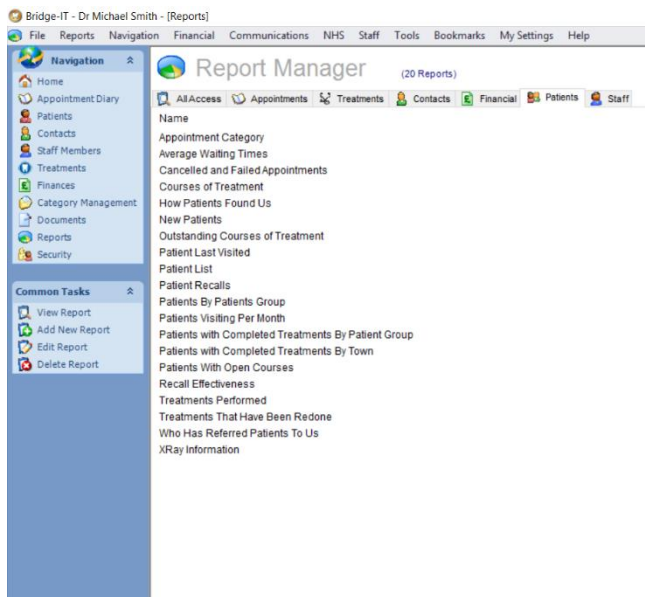 Bridge-IT - Dr Michael Smith - [Reports]
File Reports Navigation Financial Communications NHS Staff Tools Bookmarks My Settings Help
Navigation
Home
Appointment Diary
Patients
Contacts
Staff Members
Treatments
Finances
Category Management
Documents
Reports
Security
Common Tasks
View Report
Add New Report
Edit Report
Delete Report
Report Manager (20 Reports)
All Access Appointments Treatments Contacts Financial Patients Staff
Name
Appointment Category
Average Waiting Times
Cancelled and Failed Appointments
Courses of Treatment
How Patients Found Us
New Patients
Outstanding Courses of Treatment
Patient Last Visited
Patient List
Patient Recalls
Patients By Patients Group
Patients Visiting Per Month
Patients with Completed Treatments By Patient Group
Patients with Completed Treatments By Town
Patients With Open Courses
Recall Effectiveness
Treatments Performed
Treatments That Have Been Redone
Who Has Referred Patients To Us
XRay Information